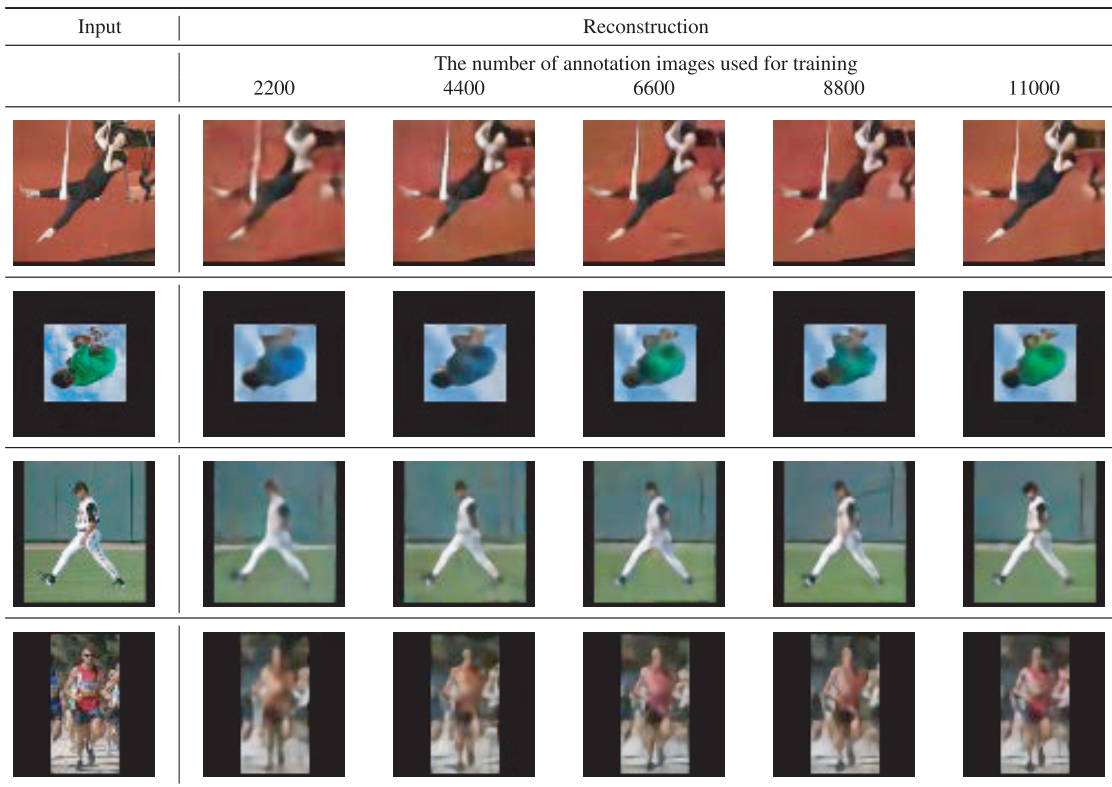 Input Reconstruction
The number of annotation images used for training
2200 4400 6600 8800 11000